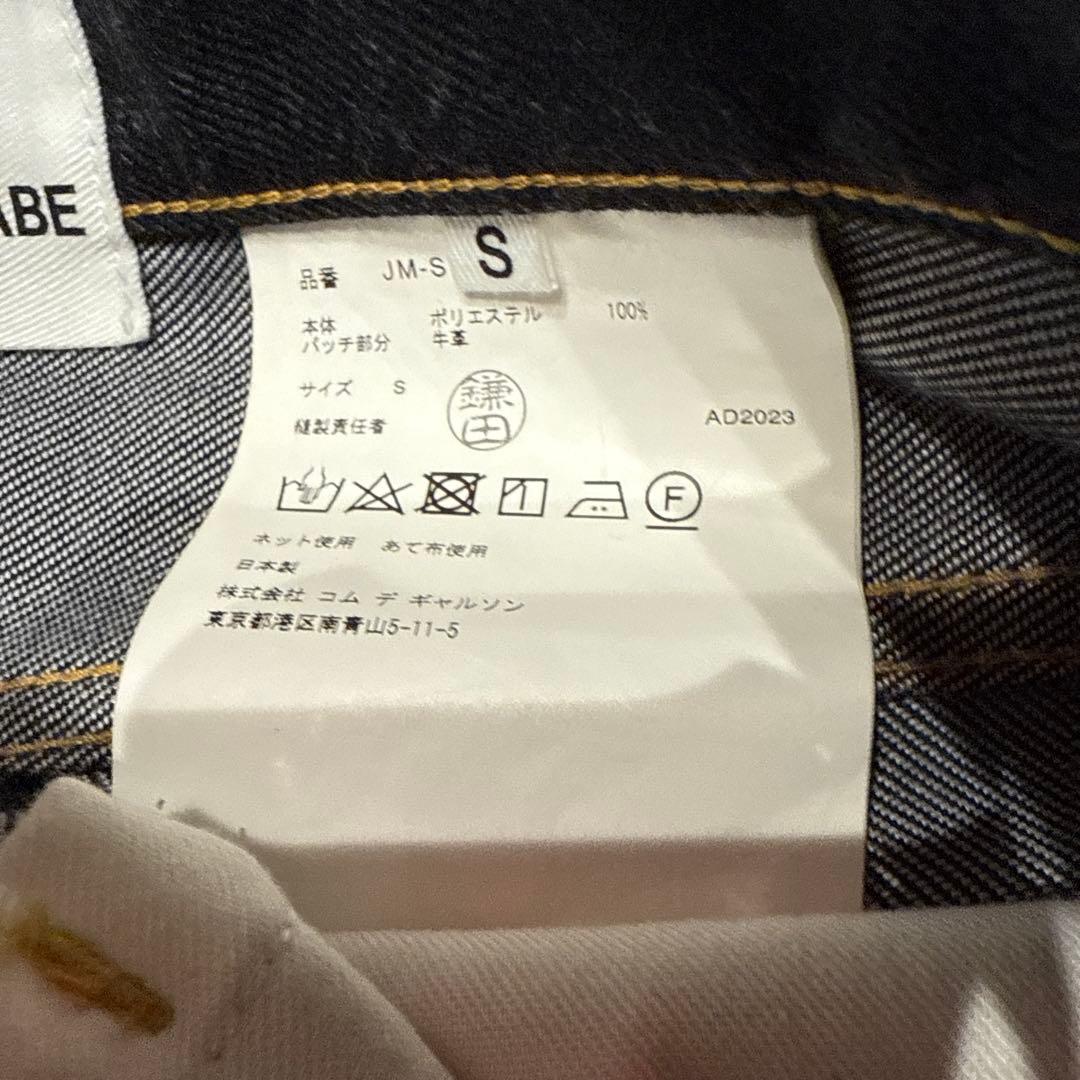 ABE
S
品番 JM-S
本体 ポリエステル 100%
パッチ部分 牛革
サイズ S
縫製責任者 鎌田
AD2023
F
ネット使用 あて布使用
日本製
株式会社 コム デ ギャルソン
東京都港区南青山5-11-5